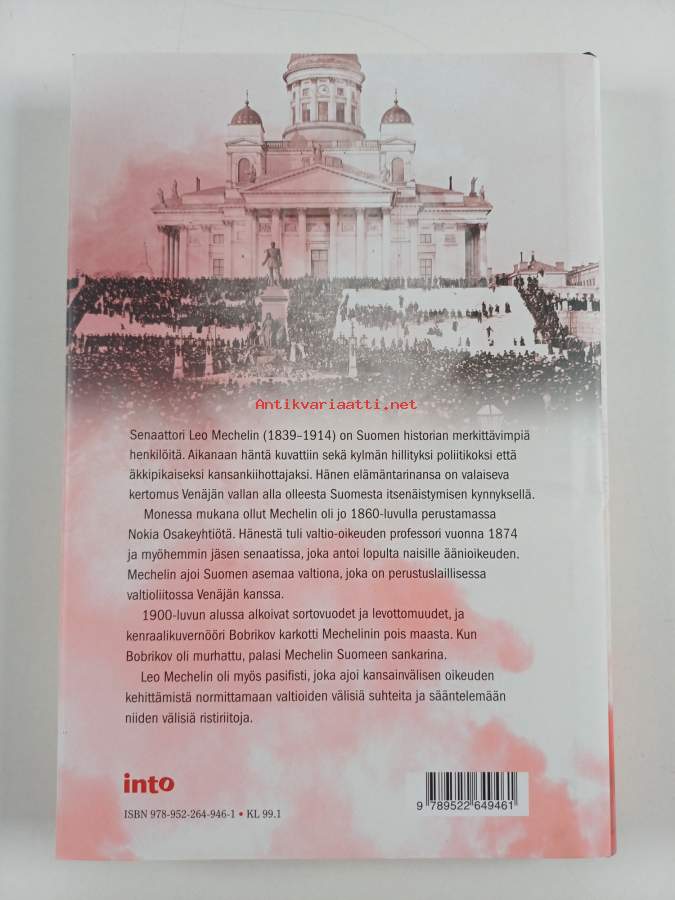 Antikvariaatti.net
Senaattori Leo Mechelin (1839–1914) on Suomen historian merkittävimpiä
henkilöitä. Aikanaan häntä kuvattiin sekä kylmän hillityksi poliitikoksi että
äkkipikaiseksi kansankiihottajaksi. Hänen elämäntarinansa on valaiseva
kertomus Venäjän vallan alla olleesta Suomesta itsenäistymisen kynnyksellä.
Monessa mukana ollut Mechelin oli jo 1860-luvulla perustamassa
Nokia Osakeyhtiötä. Hänestä tuli valtio-oikeuden professori vuonna 1874
ja myöhemmin jäsen senaatissa, joka antoi lopulta naisille äänioikeuden.
Mechelin ajoi Suomen asemaa valtiona, joka on perustuslaillisessa
valtioliitossa Venäjän kanssa.
1900-luvun alussa alkoivat sortovuodet ja levottomuudet, ja
kenraalikuvernööri Bobrikov karkotti Mechelinin pois maasta. Kun
Bobrikov oli murhattu, palasi Mechelin Suomeen sankarina.
Leo Mechelin oli myös pasifisti, joka ajoi kansainvälisen oikeuden
kehittämistä normittamaan valtioiden välisiä suhteita ja sääntelemään
niiden välisiä ristiriitoja.
into
ISBN 978-952-264-946-1 • KL 99.1
9 789522 649461